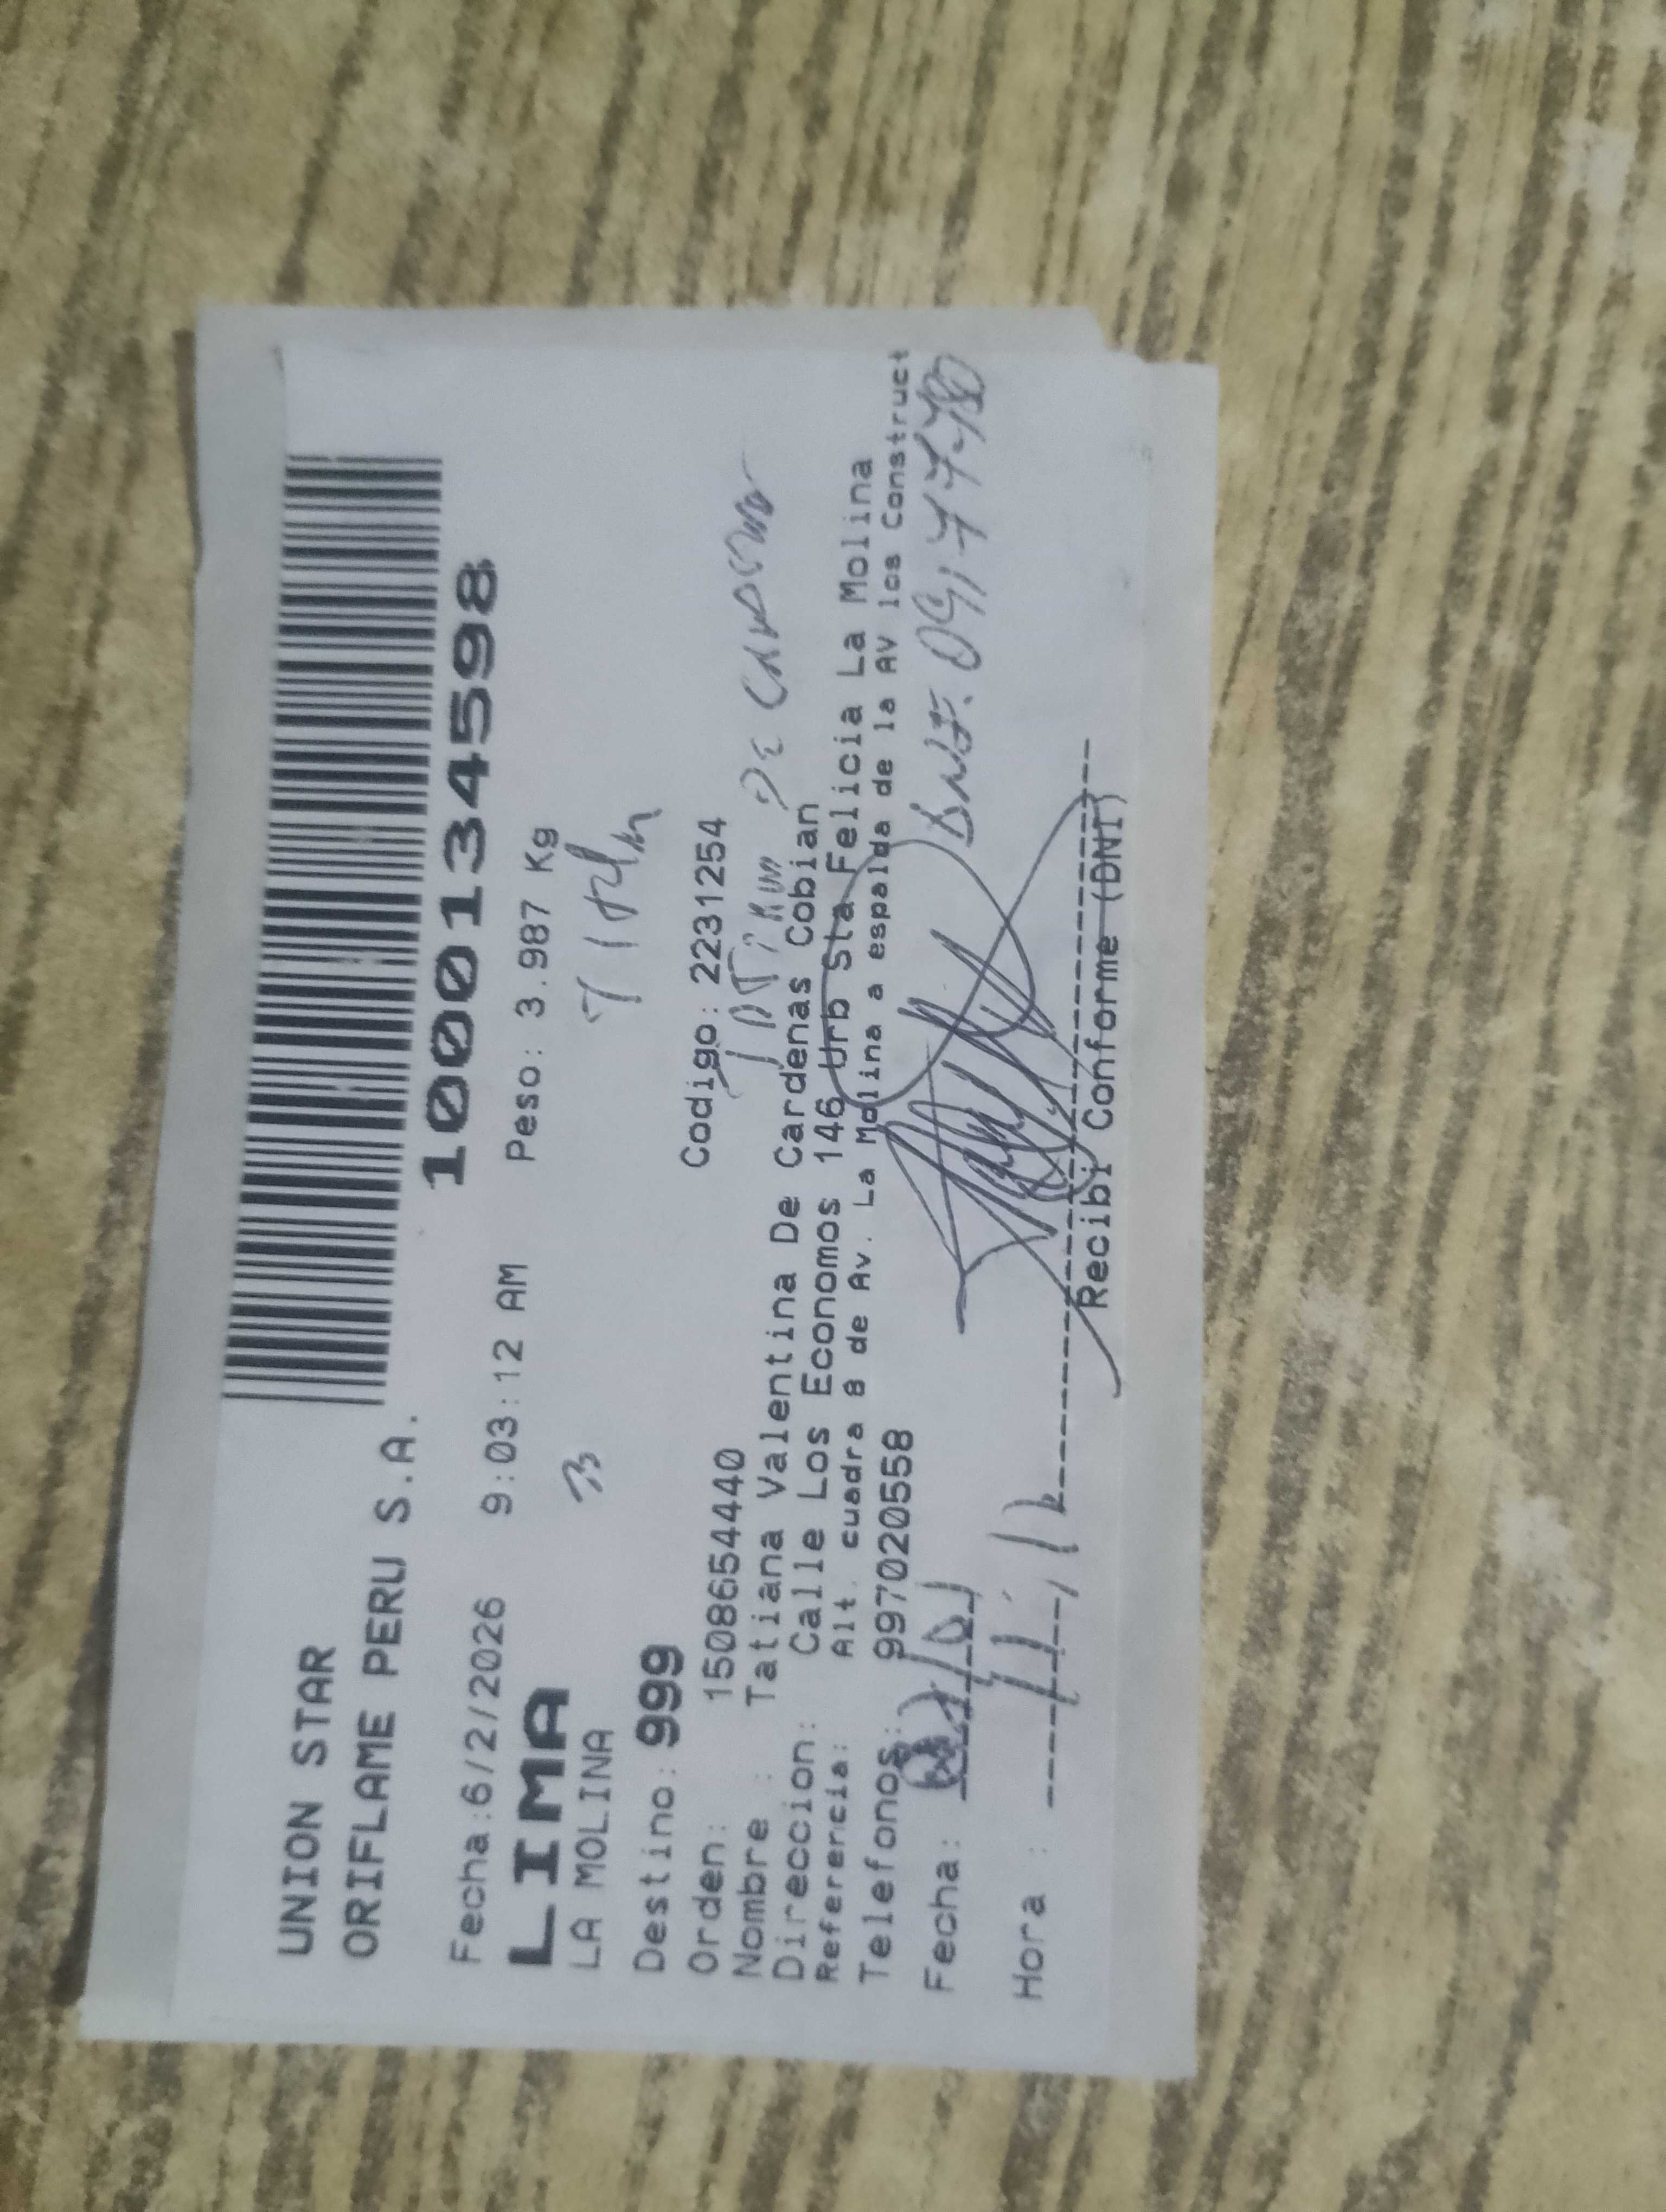 UNION STAR
ORIFLAME PERU S.A.
1000134598
Fecha:6/2/2026 9:03:12 AM Peso: 3.987 Kg
LIMA
LA MOLINA
3
Destino: 999
Orden: 1508654440 Codigo: 2231254
DE
Nombre : Tatiana Valentina De Cardenas Cobian
Direccion: Calle Los Economos 146 Urb Sta Felicia La Molina
Referencia: Alt. cuadra 8 de Av. La Molina a espalda de la Av los Construct
Telefonos: 997020558
Fecha:
Hora :
Recibi Conforme (DNI)